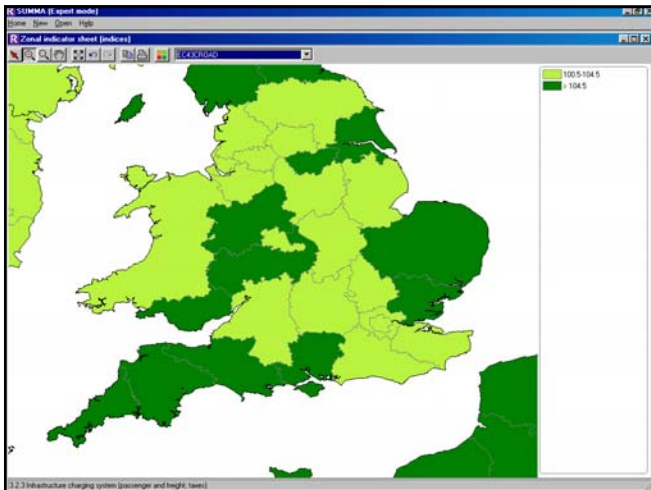 SUMMA (Expert mode)
Home New Open Help
Zonal indicator sheet (indices)
EC43CROAD
100.5-104.5
> 104.5
3.2.3 Infrastructure charging system (passenger and freight; taxes)